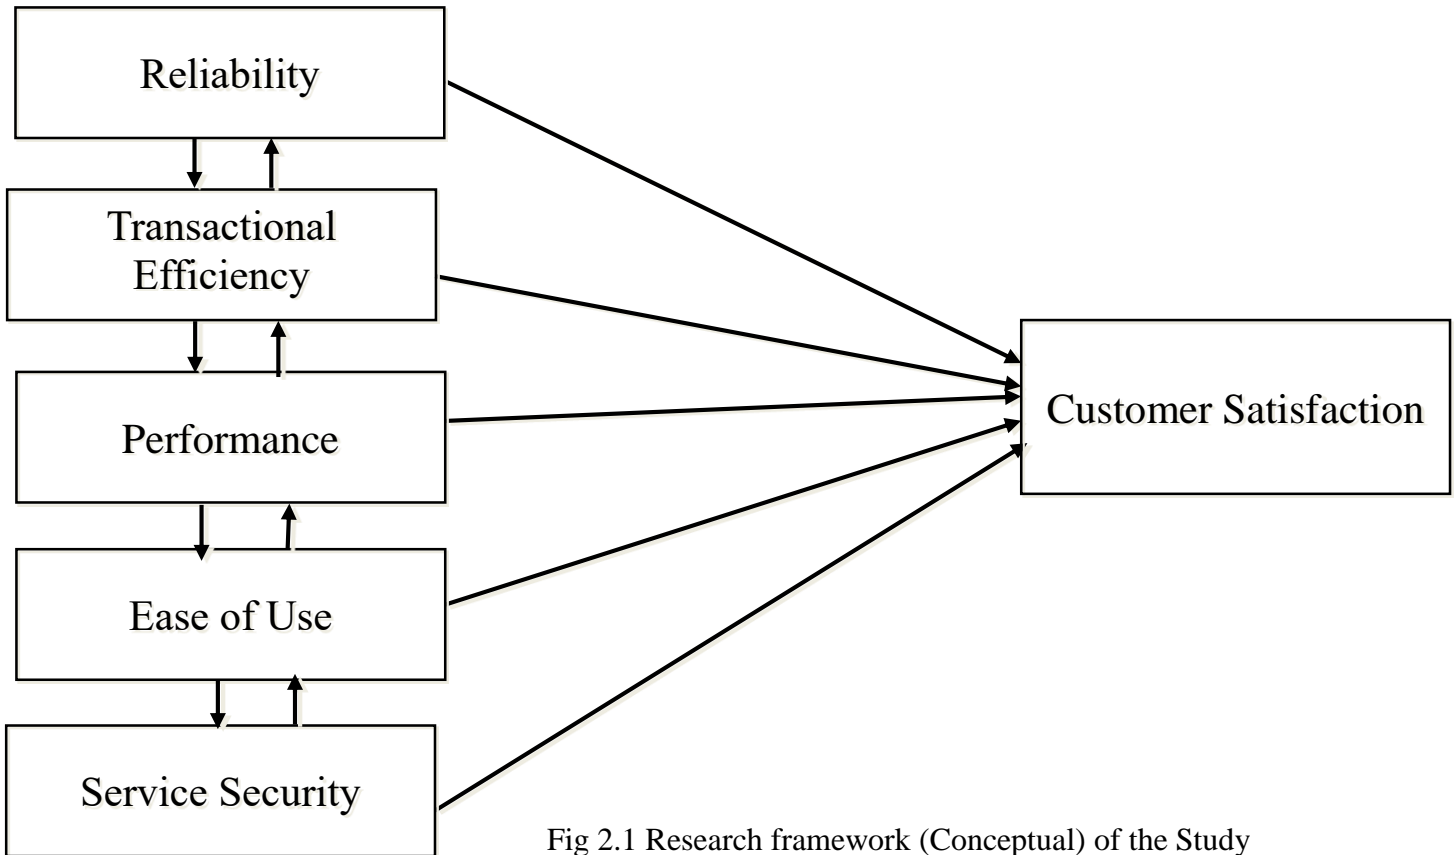 Reliability
Transactional
Efficiency
Performance
Customer Satisfaction
Ease of Use
Service Security
Fig 2.1 Research framework (Conceptual) of the Study